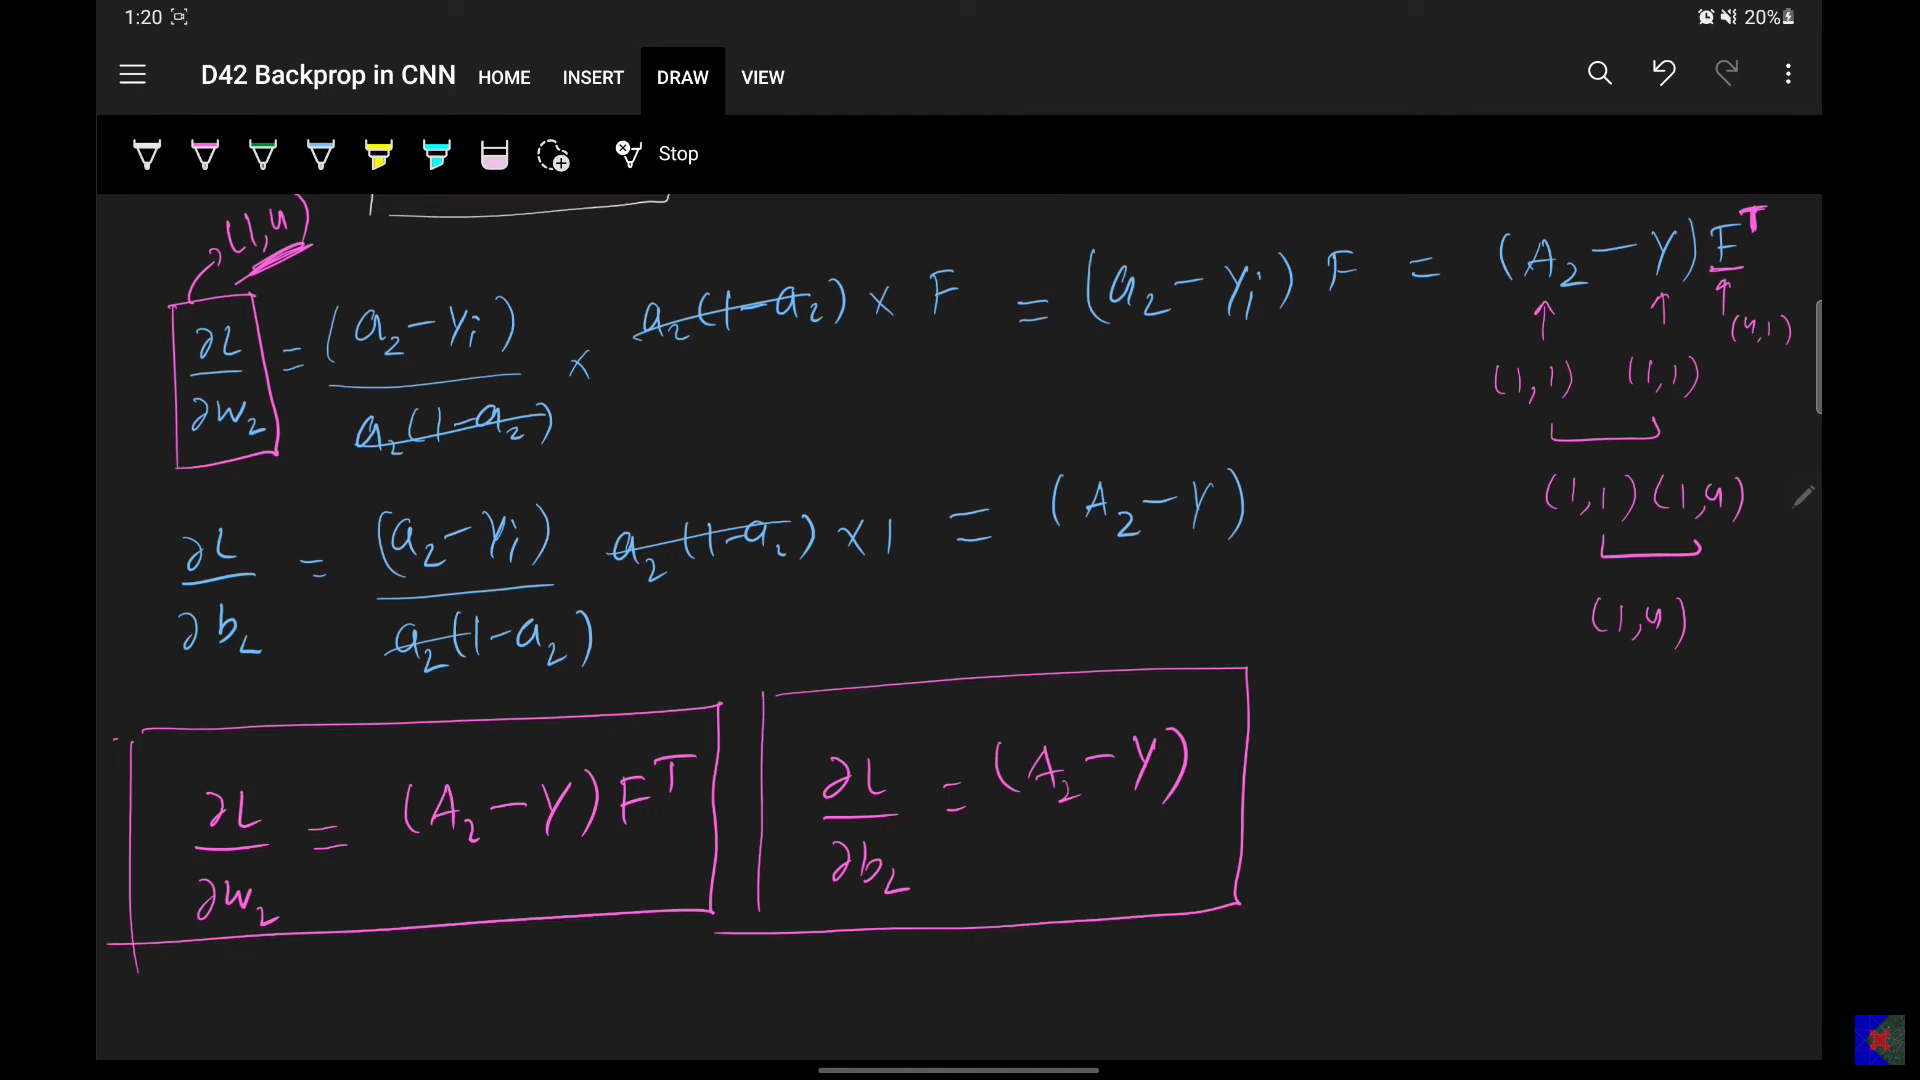 1:20 20%
D42 Backprop in CNN HOME INSERT DRAW VIEW
Stop
(1,4)
∂L/∂w₂ = (a₂ − yᵢ)/a₂(1−a₂) × a₂(1−a₂) × F = (a₂ − yᵢ) F = (A₂ − Y) Fᵀ
(4,1)
(1,1) (1,1)
(1,1) (1,4)
(1,4)
∂L/∂b₂ = (a₂ − yᵢ)/a₂(1−a₂) a₂(1−a₂) × 1 = (A₂ − Y)
∂L/∂w₂ = (A₂ − Y) Fᵀ
∂L/∂b₂ = (A₂ − Y)